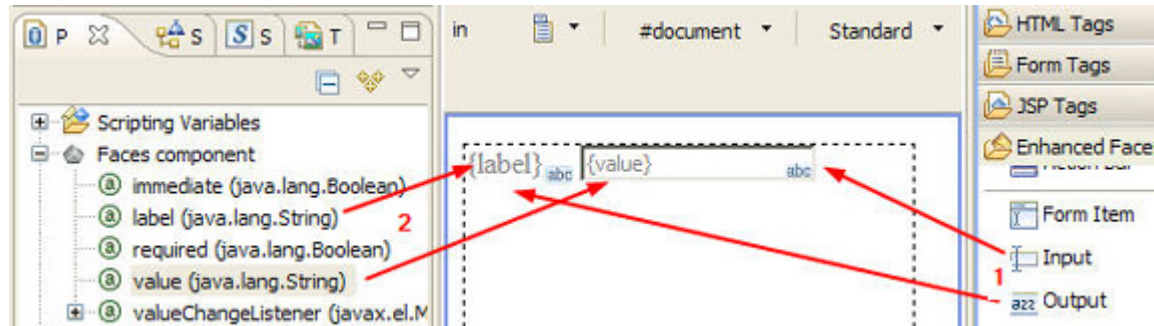 P S S T
Scripting Variables
Faces component
immediate (java.lang.Boolean)
label (java.lang.String)
2
required (java.lang.Boolean)
value (java.lang.String)
valueChangeListener (javax.el.M
in #document Standard
{label} abc {value} abc
HTML Tags
Form Tags
JSP Tags
Enhanced Face
Action Bar
Form Item
Input
1
Output